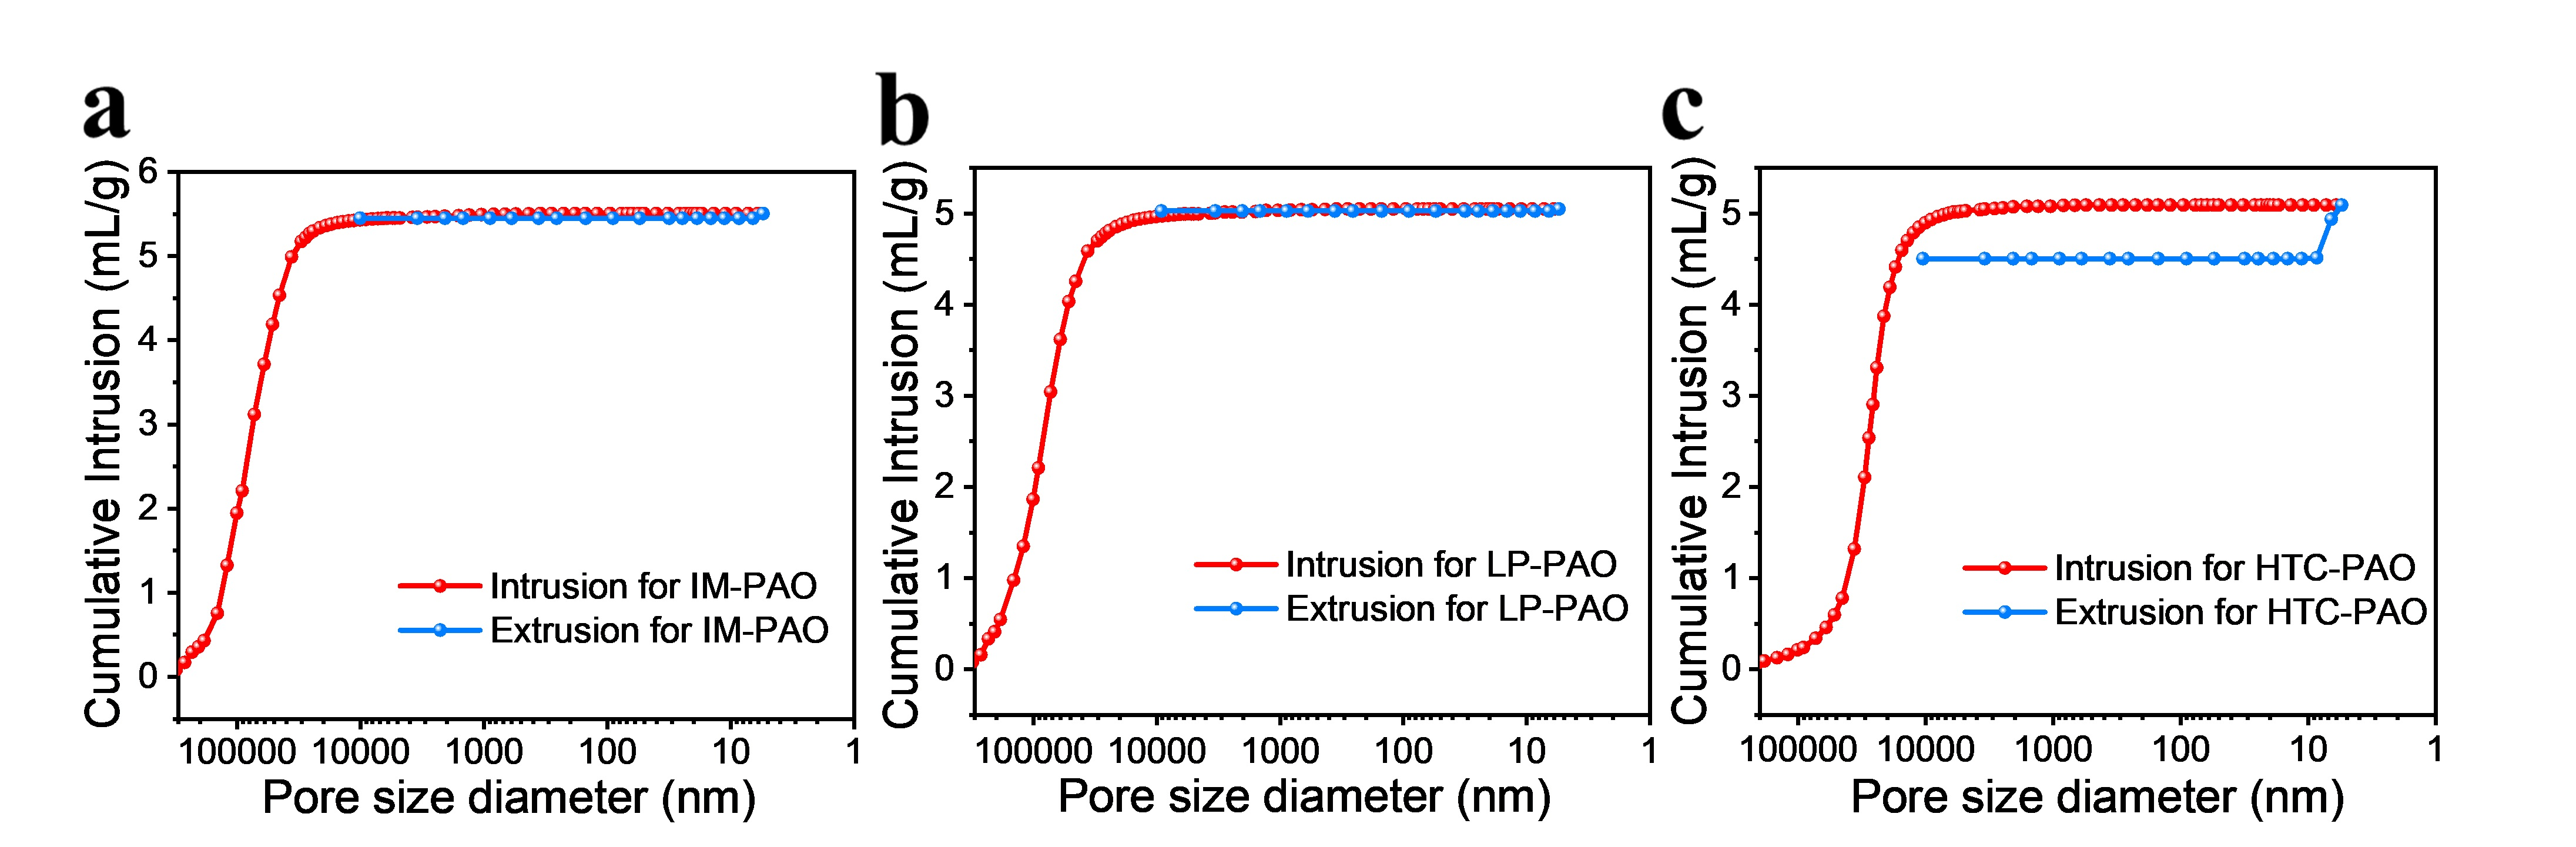 a
Cumulative Intrusion (mL/g)
6
5
4
3
2
1
0
Intrusion for IM-PAO
Extrusion for IM-PAO
100000 10000 1000 100 10 1
Pore size diameter (nm)
b
Cumulative Intrusion (mL/g)
5
4
3
2
1
0
Intrusion for LP-PAO
Extrusion for LP-PAO
100000 10000 1000 100 10 1
Pore size diameter (nm)
c
Cumulative Intrusion (mL/g)
5
4
3
2
1
0
Intrusion for HTC-PAO
Extrusion for HTC-PAO
100000 10000 1000 100 10 1
Pore size diameter (nm)